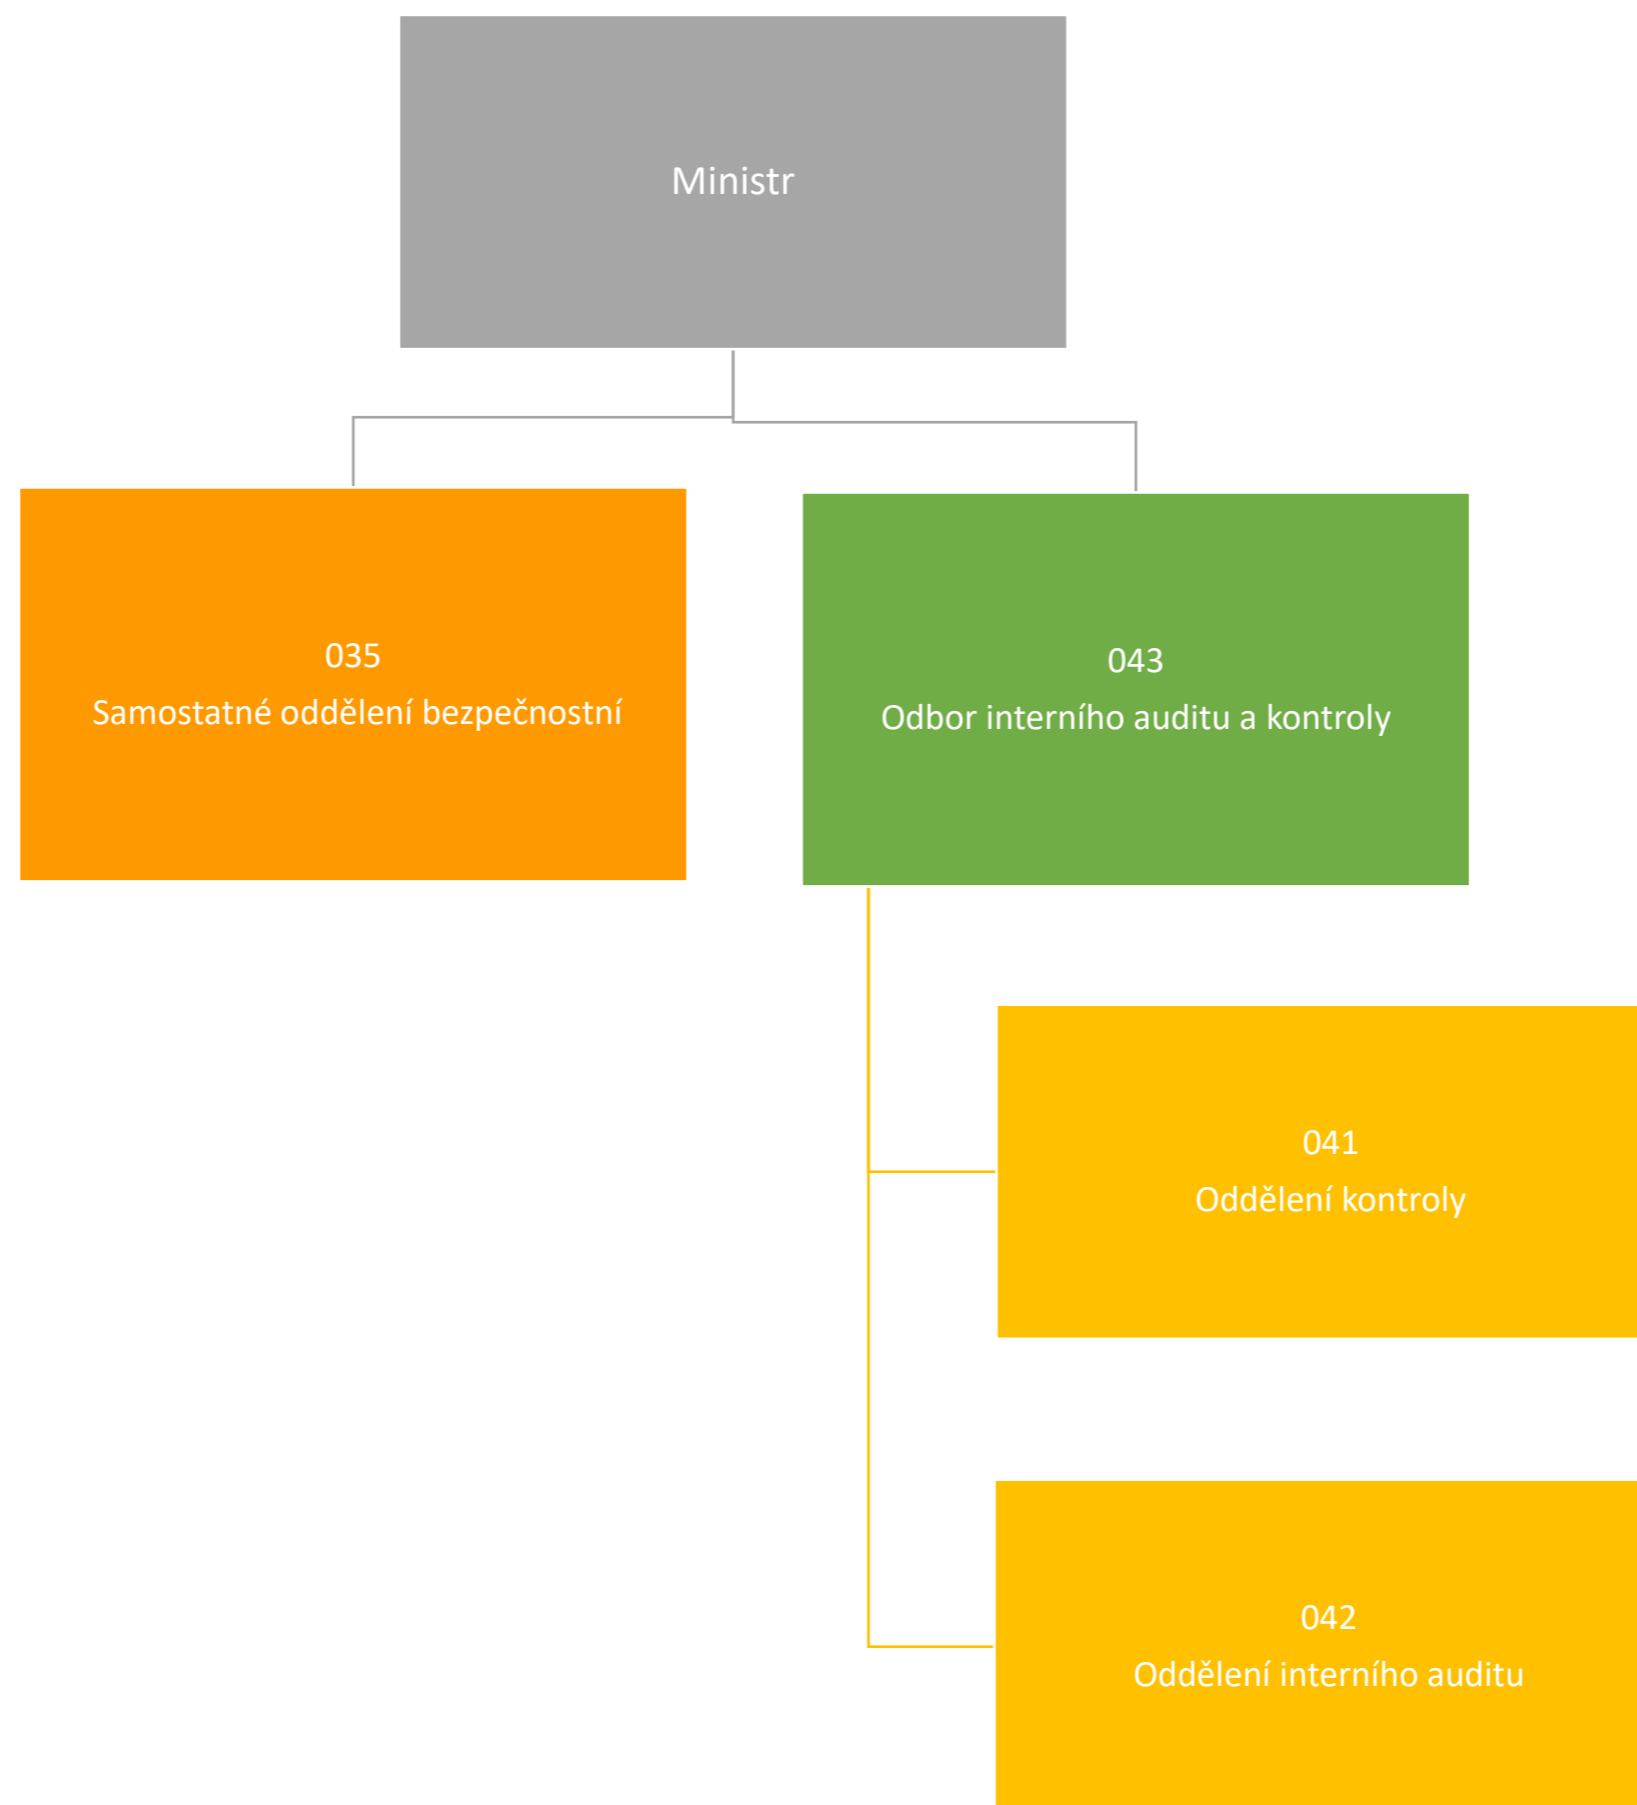 Ministr
035
Samostatné oddělení bezpečnostní
043
Odbor interního auditu a kontroly
041
Oddělení kontroly
042
Oddělení interního auditu